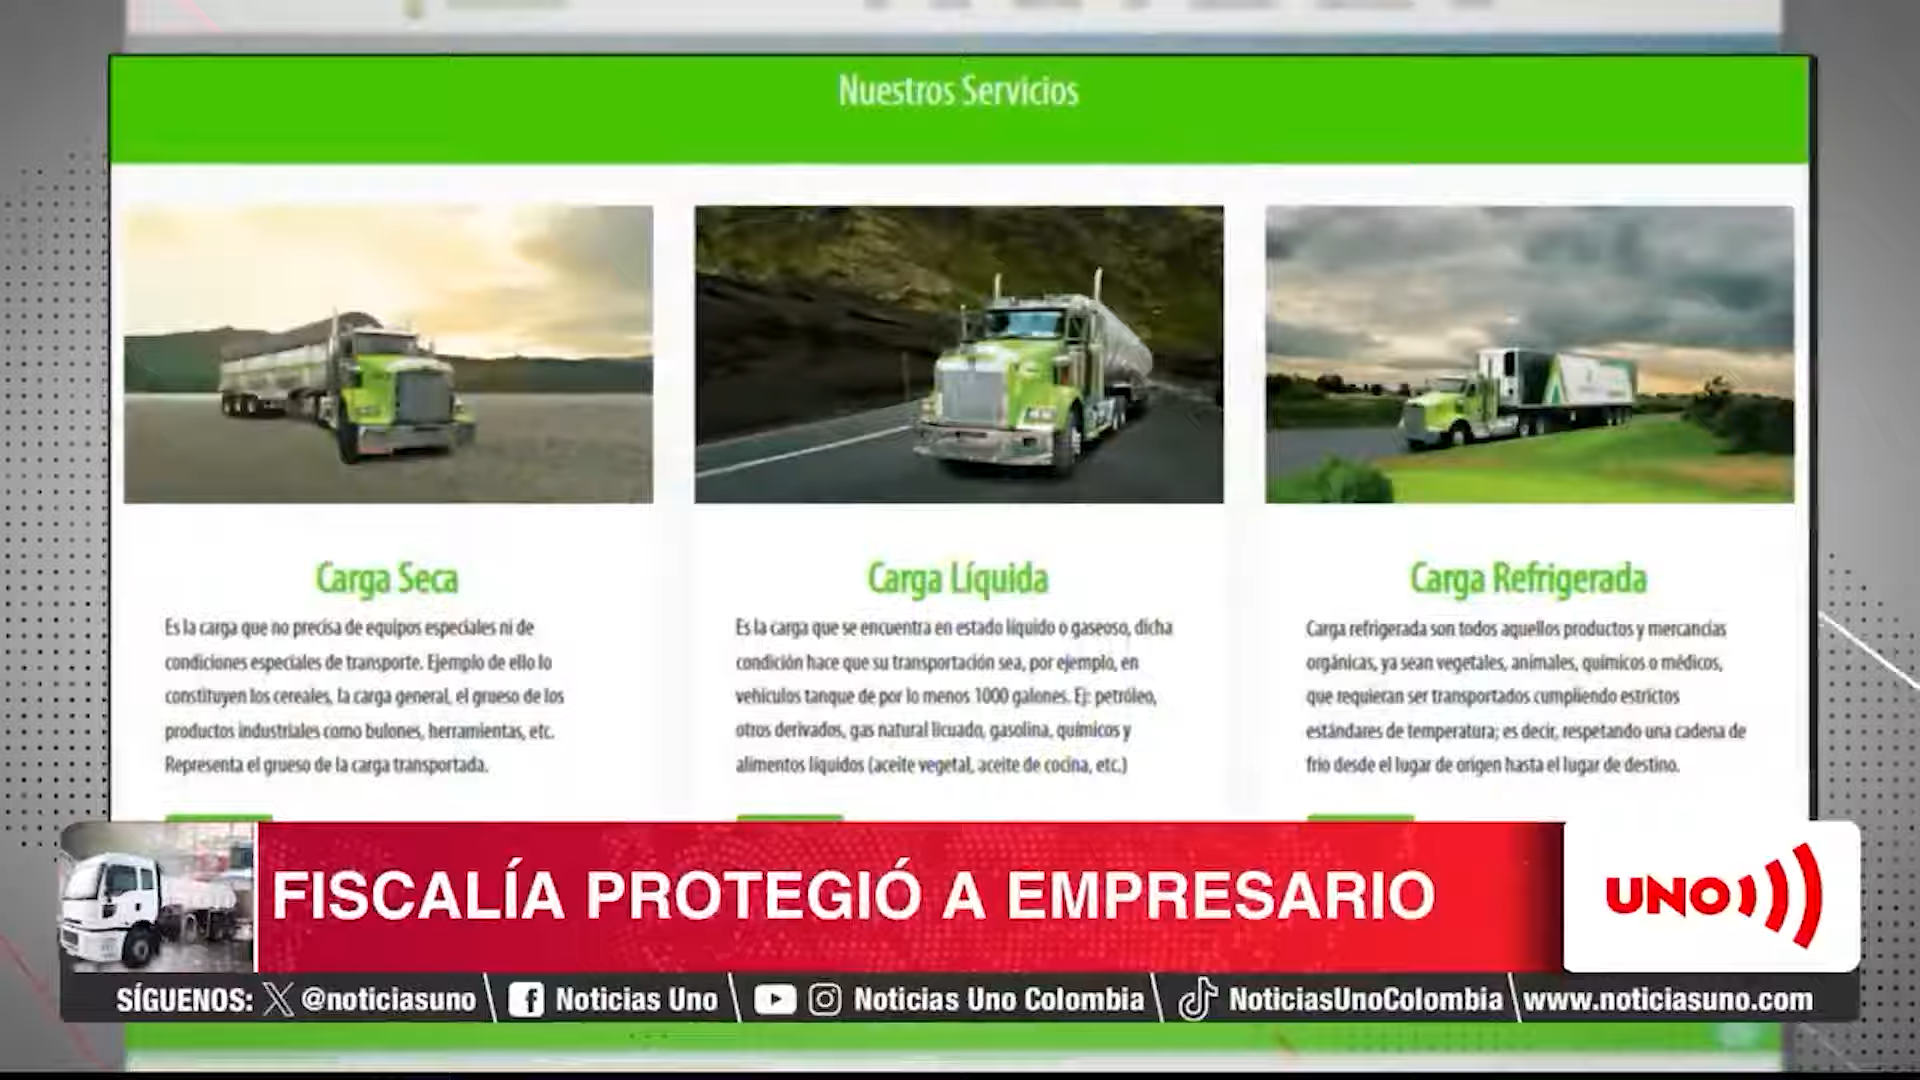 Nuestros Servicios
Carga Seca
Es la carga que no precisa de equipos especiales ni de
condiciones especiales de transporte. Ejemplo de ello lo
constituyen los cereales, la carga general, el grueso de los
productos industriales como bulones, herramientas, etc.
Representa el grueso de la carga transportada.
Carga Líquida
Es la carga que se encuentra en estado líquido o gaseoso, dicha
condición hace que su transportación sea, por ejemplo, en
vehículos tanque de por lo menos 1000 galones. Ej: petróleo,
otros derivados, gas natural licuado, gasolina, químicos y
alimentos líquidos (aceite vegetal, aceite de cocina, etc.)
Carga Refrigerada
Carga refrigerada son todos aquellos productos y mercancías
orgánicas, ya sean vegetales, animales, químicos o médicos,
que requieran ser transportados cumpliendo estrictos
estándares de temperatura; es decir, respetando una cadena de
frío desde el lugar de origen hasta el lugar de destino.
FISCALÍA PROTEGIÓ A EMPRESARIO
UNO
SÍGUENOS: @noticiasuno \ Noticias Uno \ Noticias Uno Colombia \ NoticiasUnoColombia \ www.noticiasuno.com